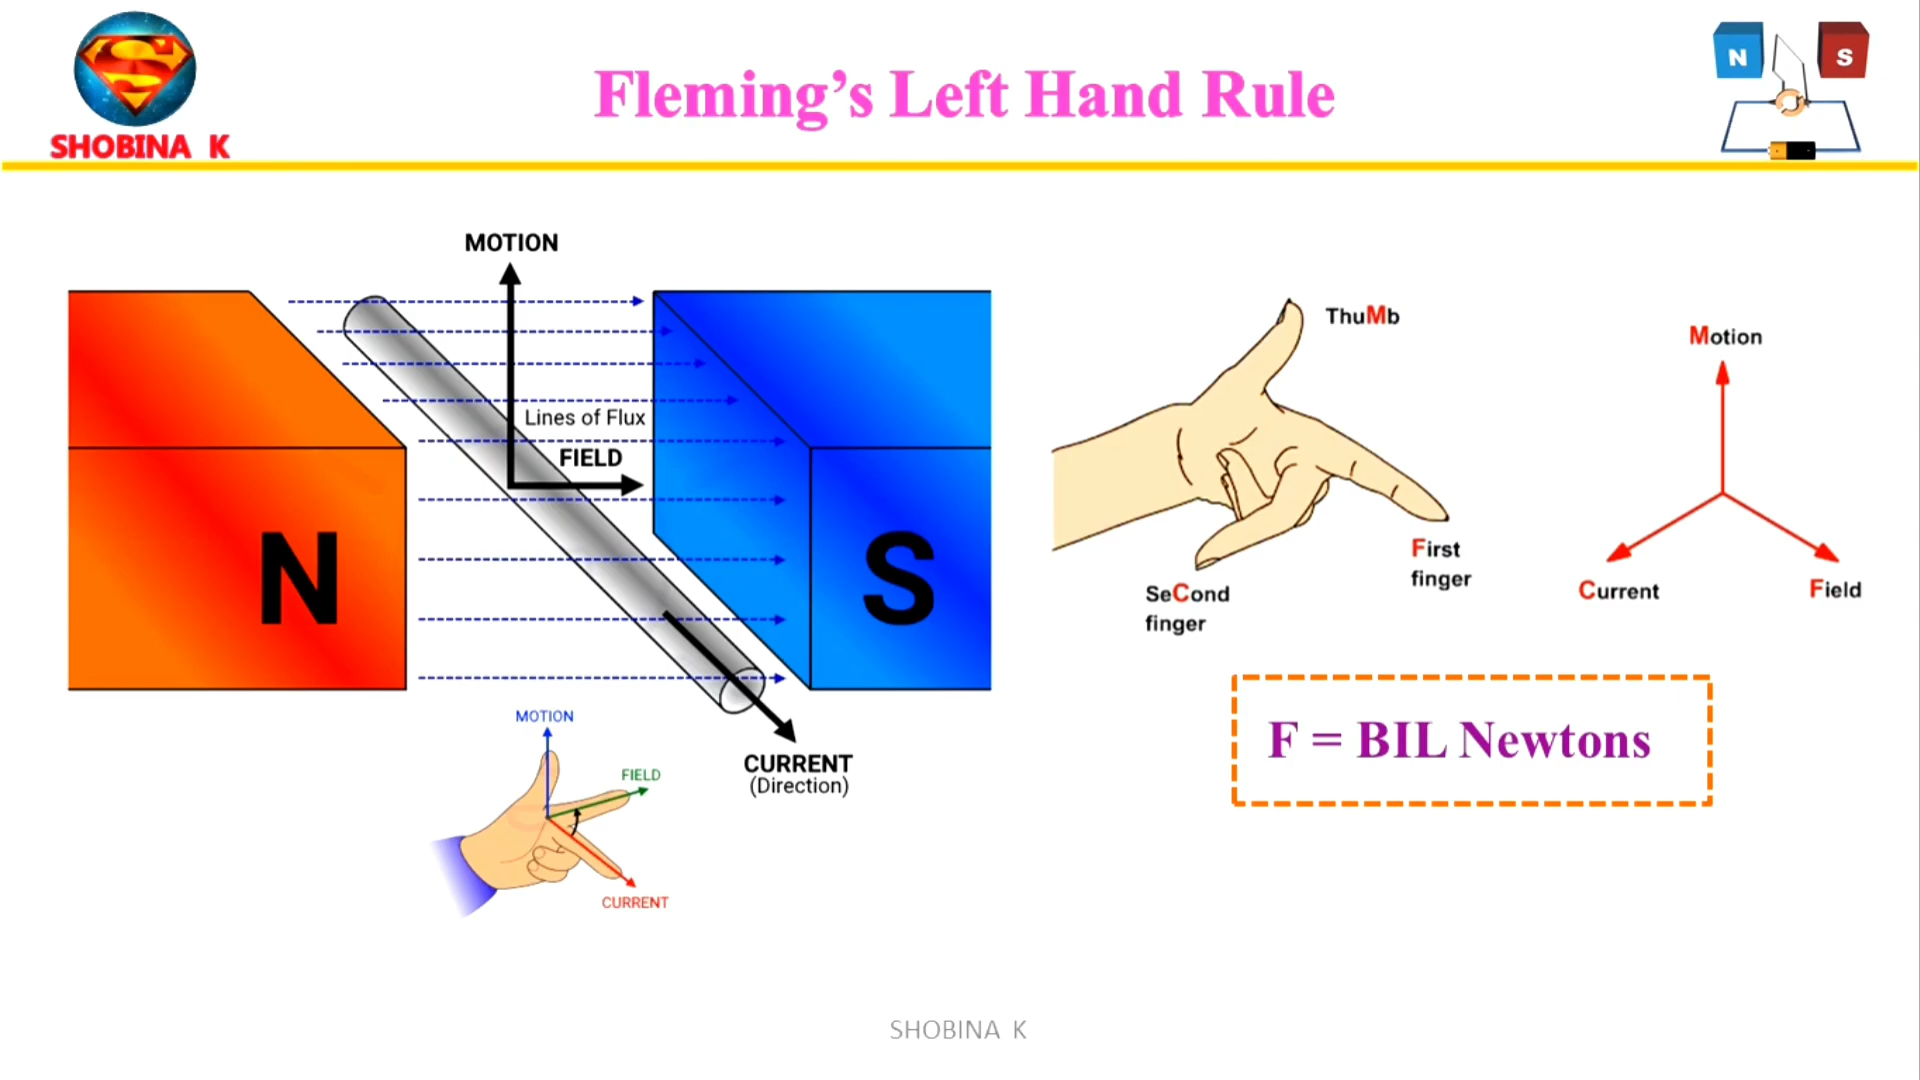 SHOBINA K
Fleming's Left Hand Rule
N
S
MOTION
Lines of Flux
FIELD
N
S
CURRENT
(Direction)
MOTION
FIELD
CURRENT
ThuMb
First
finger
SeCond
finger
Motion
Current
Field
F = BIL Newtons
SHOBINA K